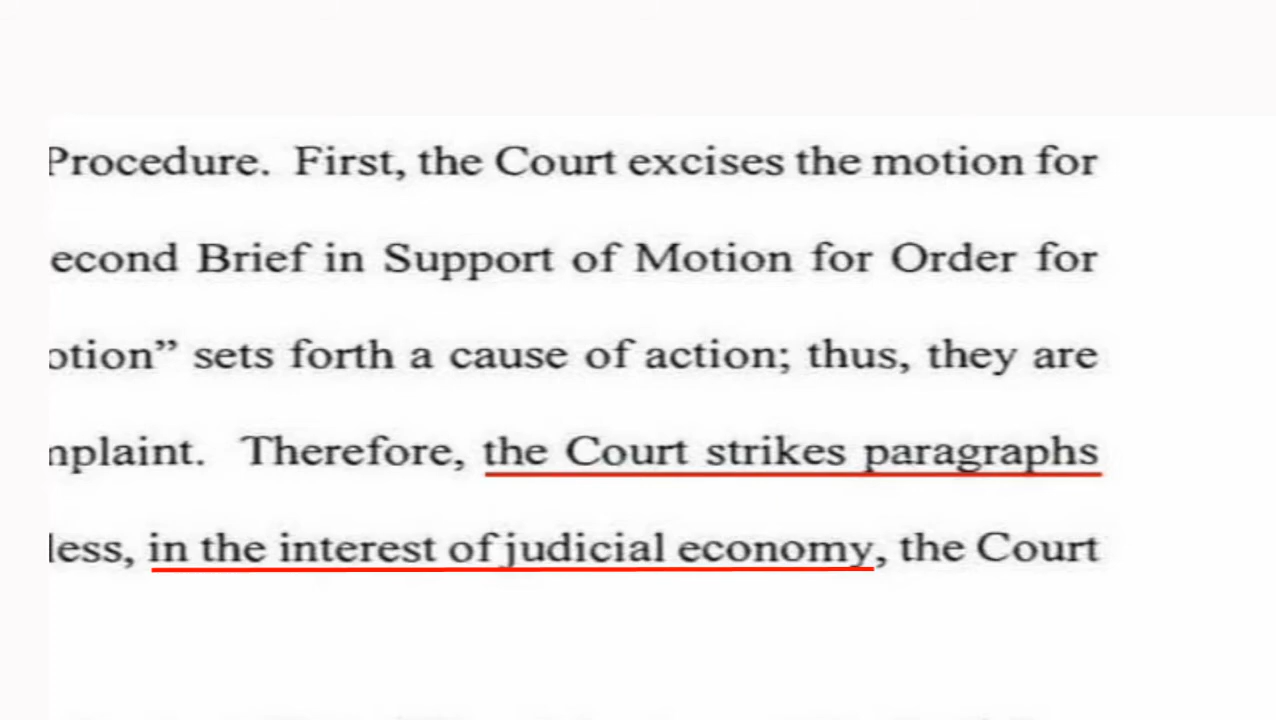 Procedure. First, the Court excises the motion for
econd Brief in Support of Motion for Order for
otion” sets forth a cause of action; thus, they are
nplaint. Therefore, the Court strikes paragraphs
less, in the interest of judicial economy, the Court